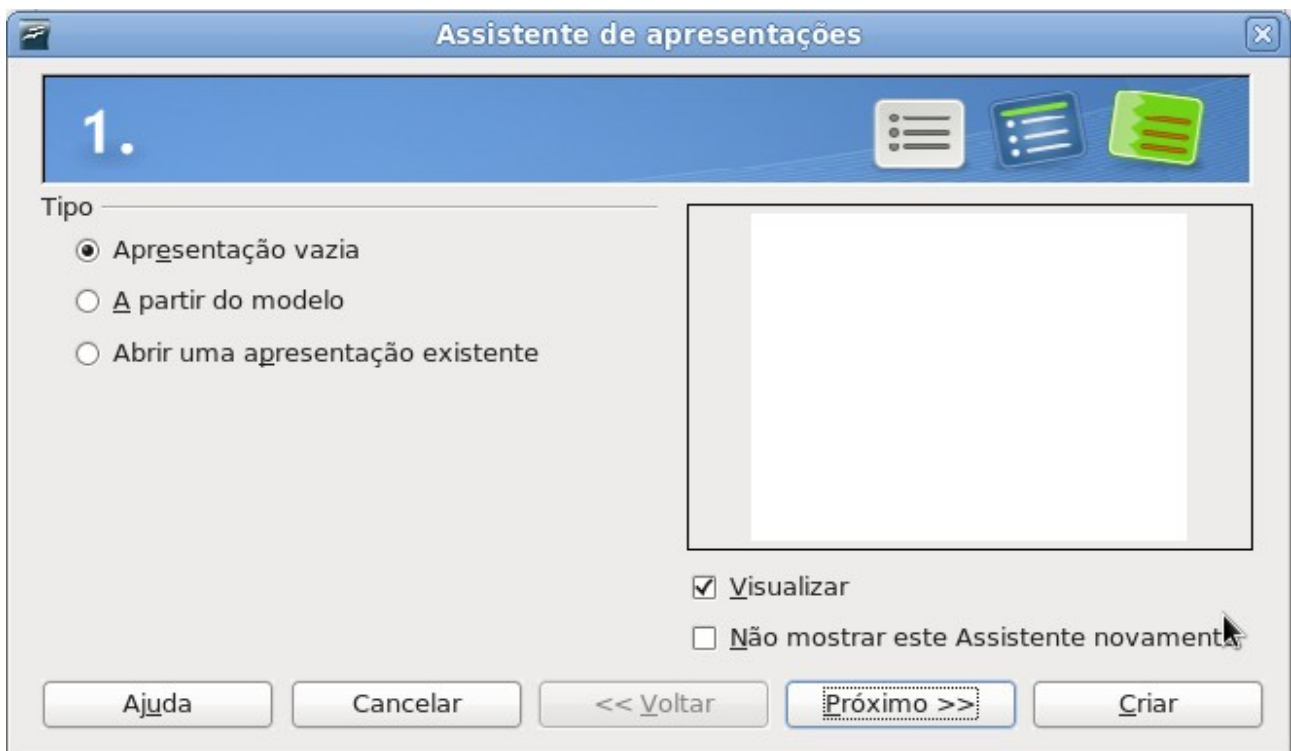 Assistente de apresentações
1.
Tipo
Apresentação vazia
A partir do modelo
Abrir uma apresentação existente
Visualizar
Não mostrar este Assistente novament
Ajuda
Cancelar
<< Voltar
Próximo >>
Criar